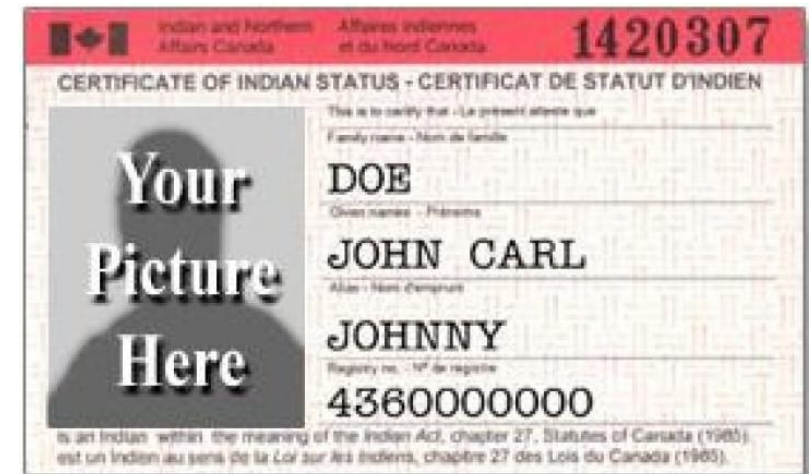 Indian and Northern Affaires indiennes
Affairs Canada et du Nord Canada
1420307
CERTIFICATE OF INDIAN STATUS - CERTIFICAT DE STATUT D'INDIEN
This is to certify that - Le présent atteste que
Family name - Nom de famille
DOE
Given names - Prénoms
JOHN CARL
Alias - Nom d'emprunt
JOHNNY
Registry no. - Nº de registre
4360000000
Your
Picture
Here
is an Indian within the meaning of the Indian Act, chapter 27, Statutes of Canada (1985).
est un Indien au sens de la Loi sur les Indiens, chapitre 27 des Lois du Canada (1985).